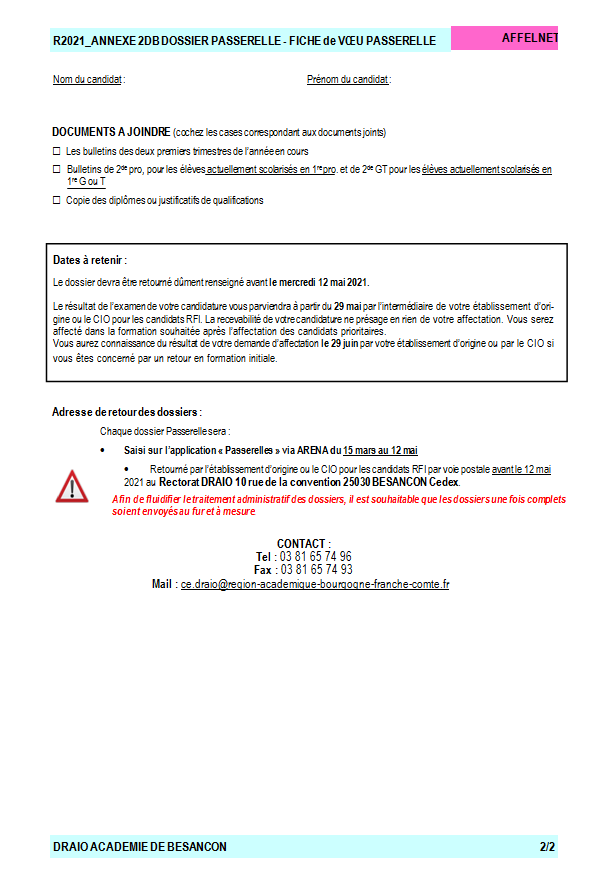 R2021_ANNEXE 2DB DOSSIER PASSERELLE - FICHE de VŒU PASSERELLE
AFFELNET
Nom du candidat :
Prénom du candidat :
DOCUMENTS A JOINDRE (cochez les cases correspondant aux documents joints)
☐ Les bulletins des deux premiers trimestres de l'année en cours
☐ Bulletins de 2de pro, pour les élèves actuellement scolarisés en 1re pro. et de 2de GT pour les élèves actuellement scolarisés en
1re G ou T
☐ Copie des diplômes ou justificatifs de qualifications
Dates à retenir :
Le dossier devra être retourné dûment renseigné avant le mercredi 12 mai 2021.
Le résultat de l'examen de votre candidature vous parviendra à partir du 29 mai par l'intermédiaire de votre établissement d'ori-
gine ou le CIO pour les candidats RFI. La recevabilité de votre candidature ne présage en rien de votre affectation. Vous serez
affecté dans la formation souhaitée après l'affectation des candidats prioritaires.
Vous aurez connaissance du résultat de votre demande d'affectation le 29 juin par votre établissement d'origine ou par le CIO si
vous êtes concerné par un retour en formation initiale.
Adresse de retour des dossiers :
Chaque dossier Passerelle sera :
• Saisi sur l'application « Passerelles » via ARENA du 15 mars au 12 mai
• Retourné par l'établissement d'origine ou le CIO pour les candidats RFI par voie postale avant le 12 mai
2021 au Rectorat DRAIO 10 rue de la convention 25030 BESANCON Cedex.
Afin de fluidifier le traitement administratif des dossiers, il est souhaitable que les dossiers une fois complets
soient envoyés au fur et à mesure
CONTACT :
Tel : 03 81 65 74 96
Fax : 03 81 65 74 93
Mail : ce.draio@region-academique-bourgogne-franche-comte.fr
DRAIO ACADEMIE DE BESANCON
2/2